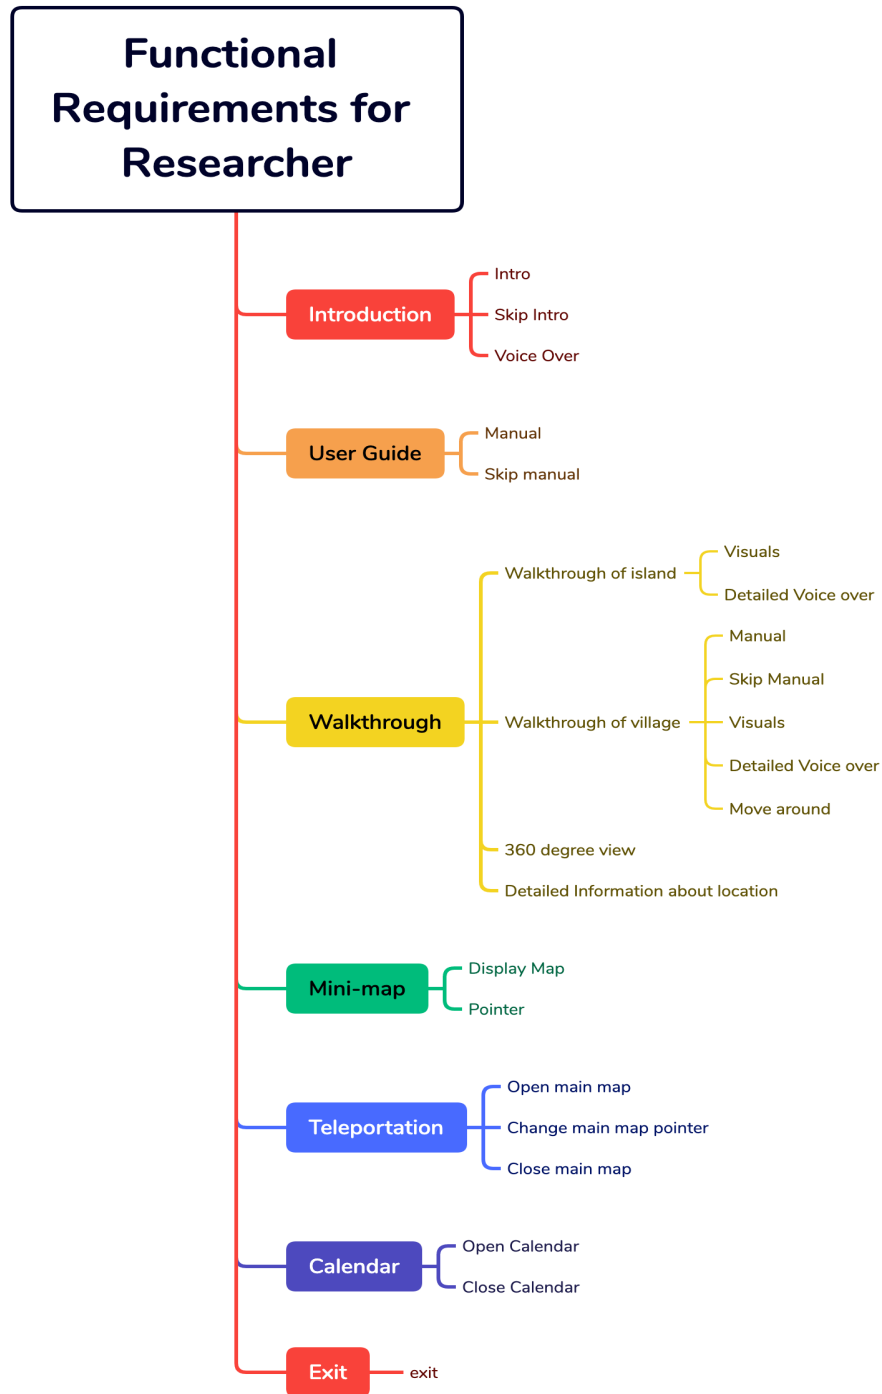 Functional
Requirements for
Researcher
Introduction
Intro
Skip Intro
Voice Over
User Guide
Manual
Skip manual
Walkthrough
Walkthrough of island
Visuals
Detailed Voice over
Walkthrough of village
Manual
Skip Manual
Visuals
Detailed Voice over
Move around
360 degree view
Detailed Information about location
Mini-map
Display Map
Pointer
Teleportation
Open main map
Change main map pointer
Close main map
Calendar
Open Calendar
Close Calendar
Exit
exit